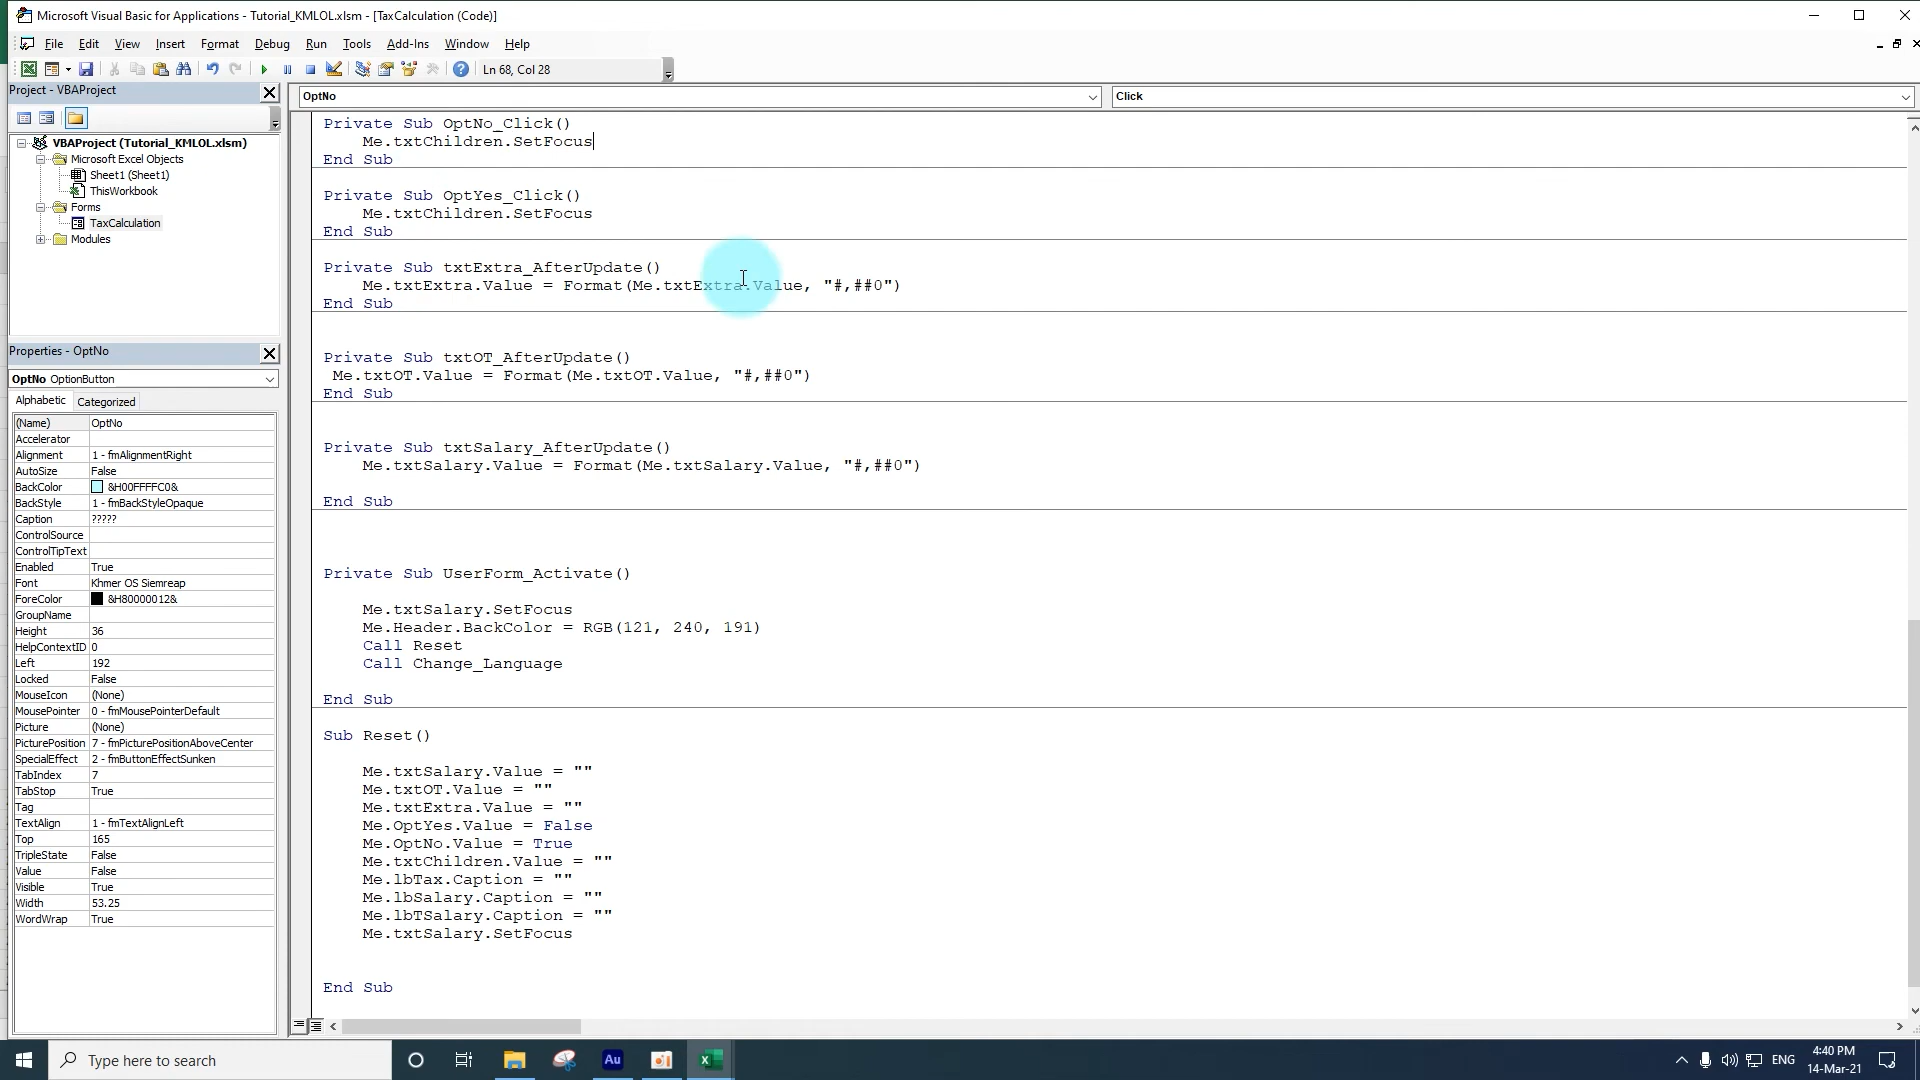 Microsoft Visual Basic for Applications - Tutorial_KMLOL.xlsm - [TaxCalculation (Code)]
File Edit View Insert Format Debug Run Tools Add-Ins Window Help
Ln 68, Col 28
Project - VBAProject
VBAProject (Tutorial_KMLOL.xlsm)
Microsoft Excel Objects
Sheet1 (Sheet1)
ThisWorkbook
Forms
TaxCalculation
Modules
Properties - OptNo
OptNo OptionButton
Alphabetic Categorized
(Name) OptNo
Accelerator
Alignment 1 - fmAlignmentRight
AutoSize False
BackColor &H00FFFFC0&
BackStyle 1 - fmBackStyleOpaque
Caption ?????
ControlSource
ControlTipText
Enabled True
Font Khmer OS Siemreap
ForeColor &H80000012&
GroupName
Height 36
HelpContextID 0
Left 192
Locked False
MouseIcon (None)
MousePointer 0 - fmMousePointerDefault
Picture (None)
PicturePosition 7 - fmPicturePositionAboveCenter
SpecialEffect 2 - fmButtonEffectSunken
TabIndex 7
TabStop True
Tag
TextAlign 1 - fmTextAlignLeft
Top 165
TripleState False
Value False
Visible True
Width 53.25
WordWrap True
OptNo Click
Private Sub OptNo_Click()
Me.txtChildren.SetFocus
End Sub
Private Sub OptYes_Click()
Me.txtChildren.SetFocus
End Sub
Private Sub txtExtra_AfterUpdate()
Me.txtExtra.Value = Format(Me.txtExtra.Value, "#,##0")
End Sub
Private Sub txtOT_AfterUpdate()
Me.txtOT.Value = Format(Me.txtOT.Value, "#,##0")
End Sub
Private Sub txtSalary_AfterUpdate()
Me.txtSalary.Value = Format(Me.txtSalary.Value, "#,##0")
End Sub
Private Sub UserForm_Activate()
Me.txtSalary.SetFocus
Me.Header.BackColor = RGB(121, 240, 191)
Call Reset
Call Change_Language
End Sub
Sub Reset()
Me.txtSalary.Value = ""
Me.txtOT.Value = ""
Me.txtExtra.Value = ""
Me.OptYes.Value = False
Me.OptNo.Value = True
Me.txtChildren.Value = ""
Me.lbTax.Caption = ""
Me.lbSalary.Caption = ""
Me.lbTSalary.Caption = ""
Me.txtSalary.SetFocus
End Sub
Type here to search
Au
ENG
4:40 PM
14-Mar-21